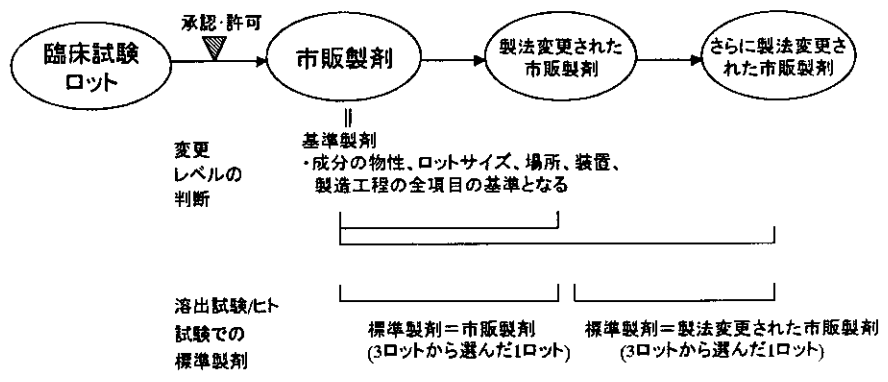 承認・許可
臨床試験
ロット
市販製剤
製法変更された
市販製剤
さらに製法変更さ
れた市販製剤
||
変更
レベルの
判断
基準製剤
・成分の物性、ロットサイズ、場所、装置、
製造工程の全項目の基準となる
溶出試験/ヒト
試験での
標準製剤
標準製剤＝市販製剤
(3ロットから選んだ1ロット)
標準製剤＝製法変更された市販製剤
(3ロットから選んだ1ロット)